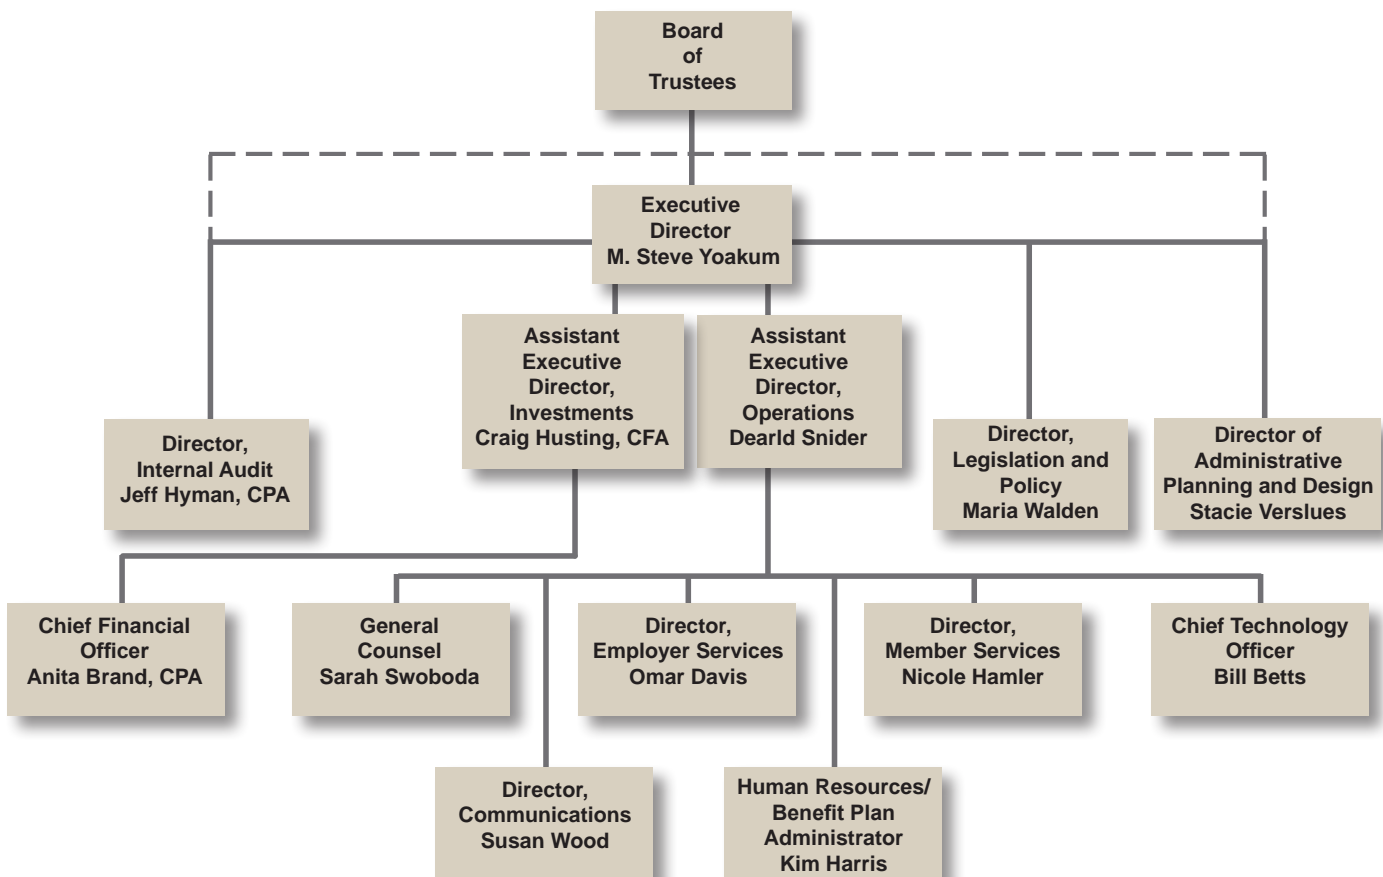 Board
of
Trustees
Executive
Director
M. Steve Yoakum
Assistant
Executive
Director,
Investments
Craig Husting, CFA
Assistant
Executive
Director,
Operations
Dearld Snider
Director,
Internal Audit
Jeff Hyman, CPA
Director,
Legislation and
Policy
Maria Walden
Director of
Administrative
Planning and Design
Stacie Verslues
Chief Financial
Officer
Anita Brand, CPA
General
Counsel
Sarah Swoboda
Director,
Employer Services
Omar Davis
Director,
Member Services
Nicole Hamler
Chief Technology
Officer
Bill Betts
Director,
Communications
Susan Wood
Human Resources/
Benefit Plan
Administrator
Kim Harris